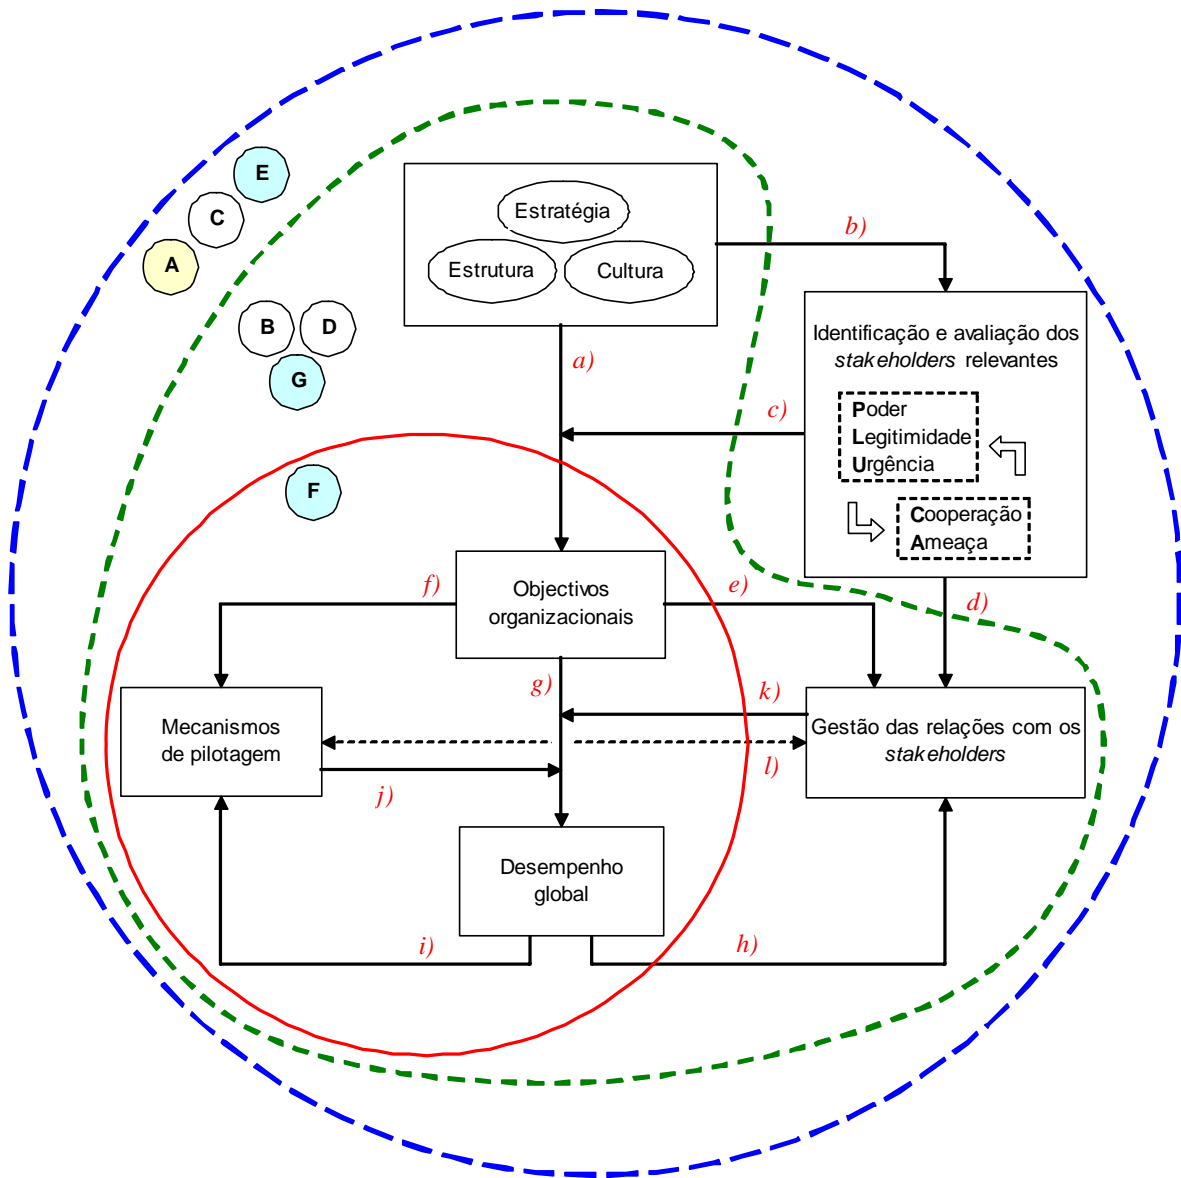 E
C
A
Estratégia
Estrutura
Cultura
b)
B
D
G
a)
Identificação e avaliação dos
stakeholders relevantes
c)
Poder
Legitimidade
Urgência
F
Cooperação
Ameaça
f)
Objectivos
organizacionais
e)
d)
g)
k)
Mecanismos
de pilotagem
Gestão das relações com os
stakeholders
j)
l)
Desempenho
global
i)
h)